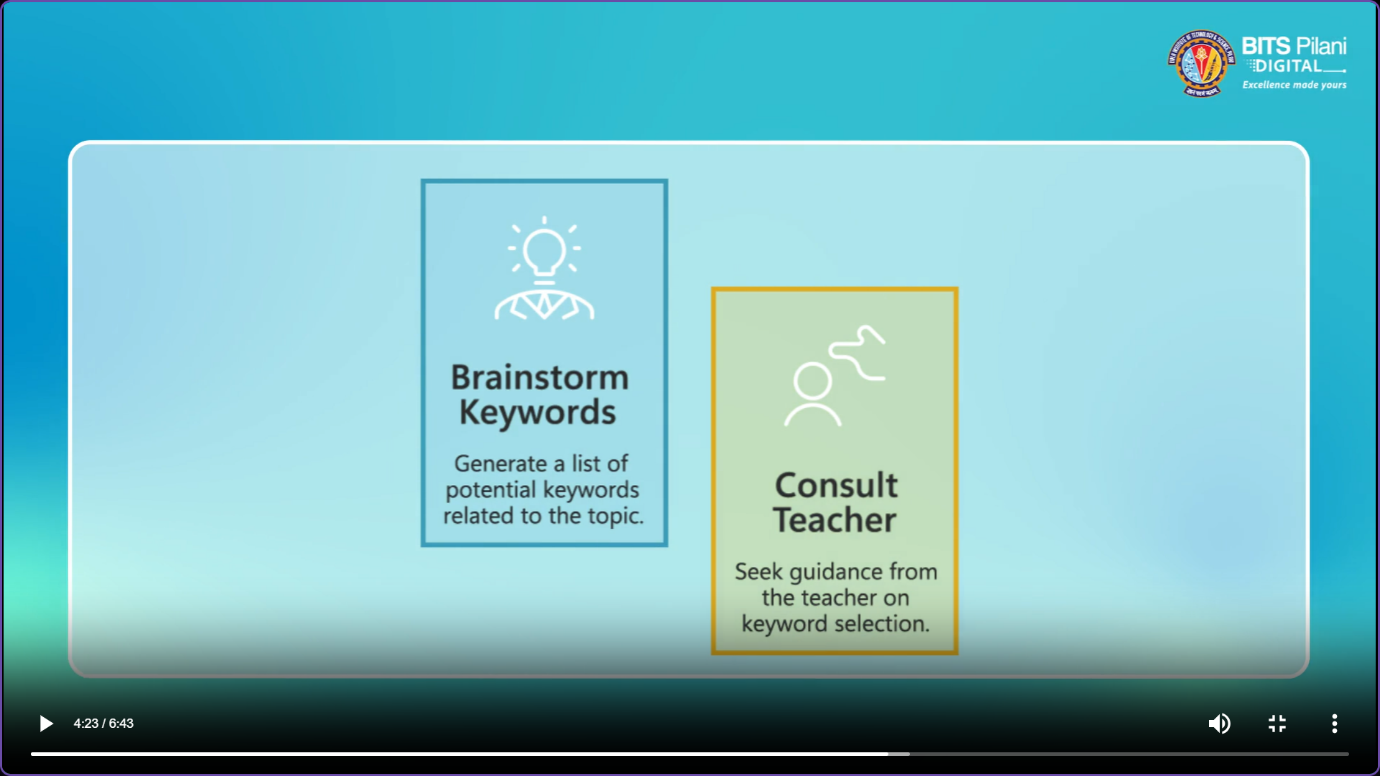 BITS Pilani
DIGITAL
Excellence made yours
Brainstorm
Keywords
Generate a list of
potential keywords
related to the topic.
Consult
Teacher
Seek guidance from
the teacher on
keyword selection.
4:23 / 6:43